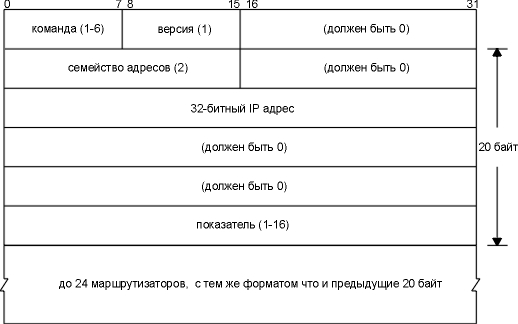 0 7 8 15 16 31
команда (1-6) версия (1) (должен быть 0)
семейство адресов (2) (должен быть 0)
32-битный IP адрес
(должен быть 0)
20 байт
(должен быть 0)
показатель (1-16)
до 24 маршрутизаторов, с тем же форматом что и предыдущие 20 байт